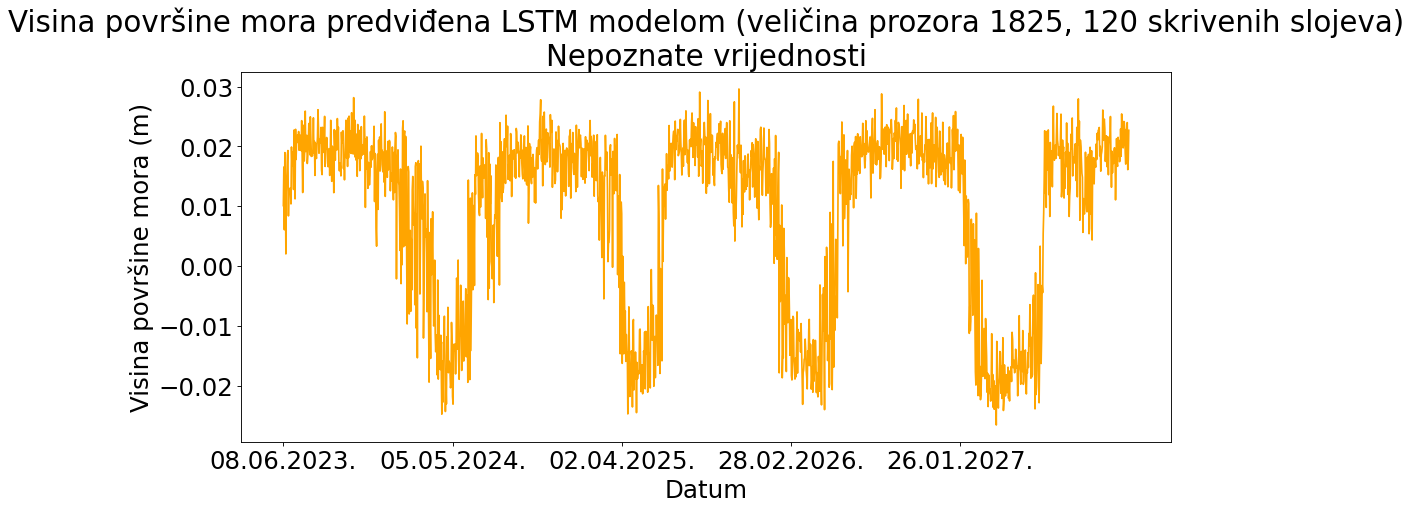 Visina površine mora predviđena LSTM modelom (veličina prozora 1825, 120 skrivenih slojeva)
Nepoznate vrijednosti
Visina površine mora (m)
0.03
0.02
0.01
0.00
−0.01
−0.02
08.06.2023. 05.05.2024. 02.04.2025. 28.02.2026. 26.01.2027.
Datum